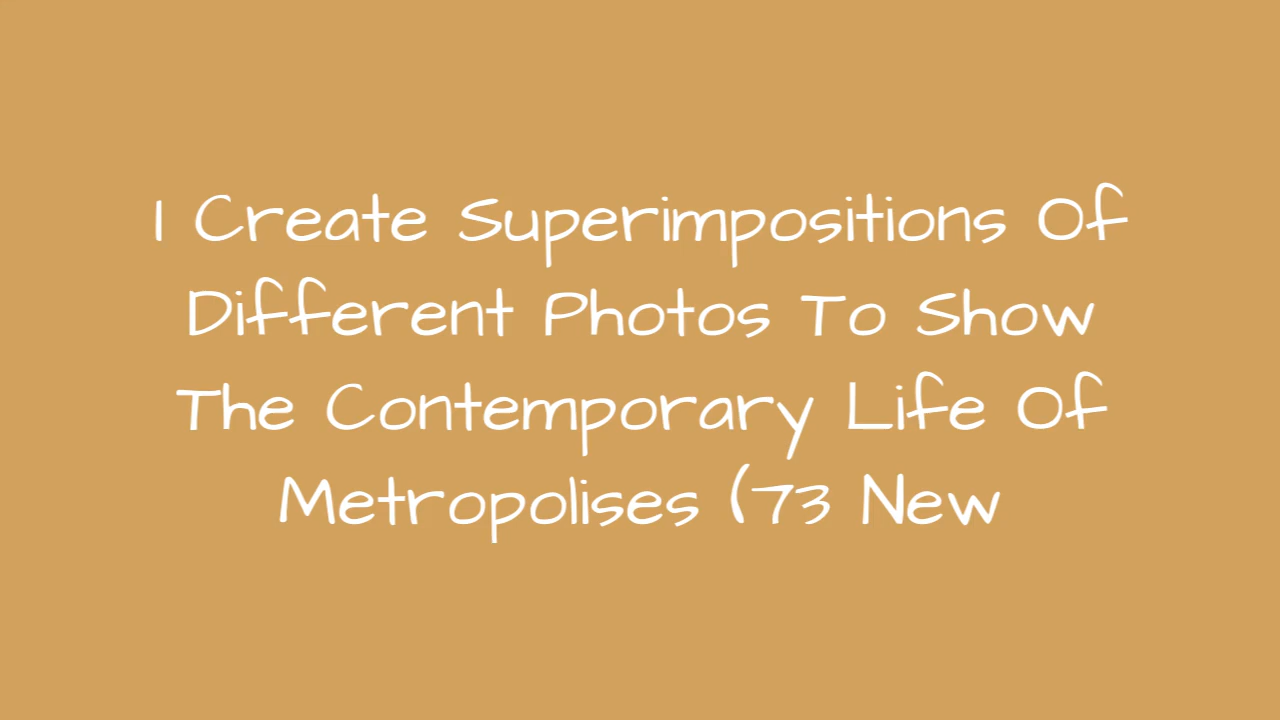 I Create Superimpositions Of
Different Photos To Show
The Contemporary Life Of
Metropolises (73 New